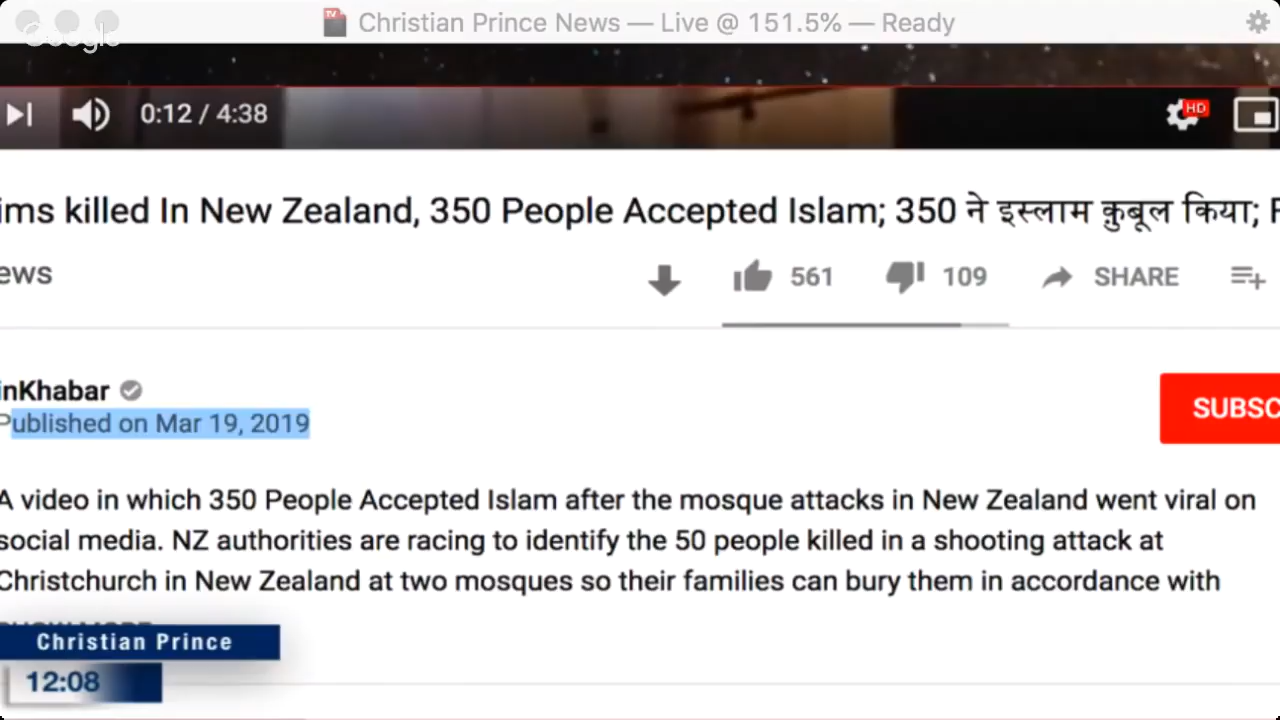 Christian Prince News — Live @ 151.5% — Ready
Google
0:12 / 4:38
HD
ims killed In New Zealand, 350 People Accepted Islam; 350 ने इस्लाम क़ुबूल किया;
ews
561
109
SHARE
inKhabar
Published on Mar 19, 2019
SUBSC
A video in which 350 People Accepted Islam after the mosque attacks in New Zealand went viral on
social media. NZ authorities are racing to identify the 50 people killed in a shooting attack at
Christchurch in New Zealand at two mosques so their families can bury them in accordance with
Christian Prince
12:08